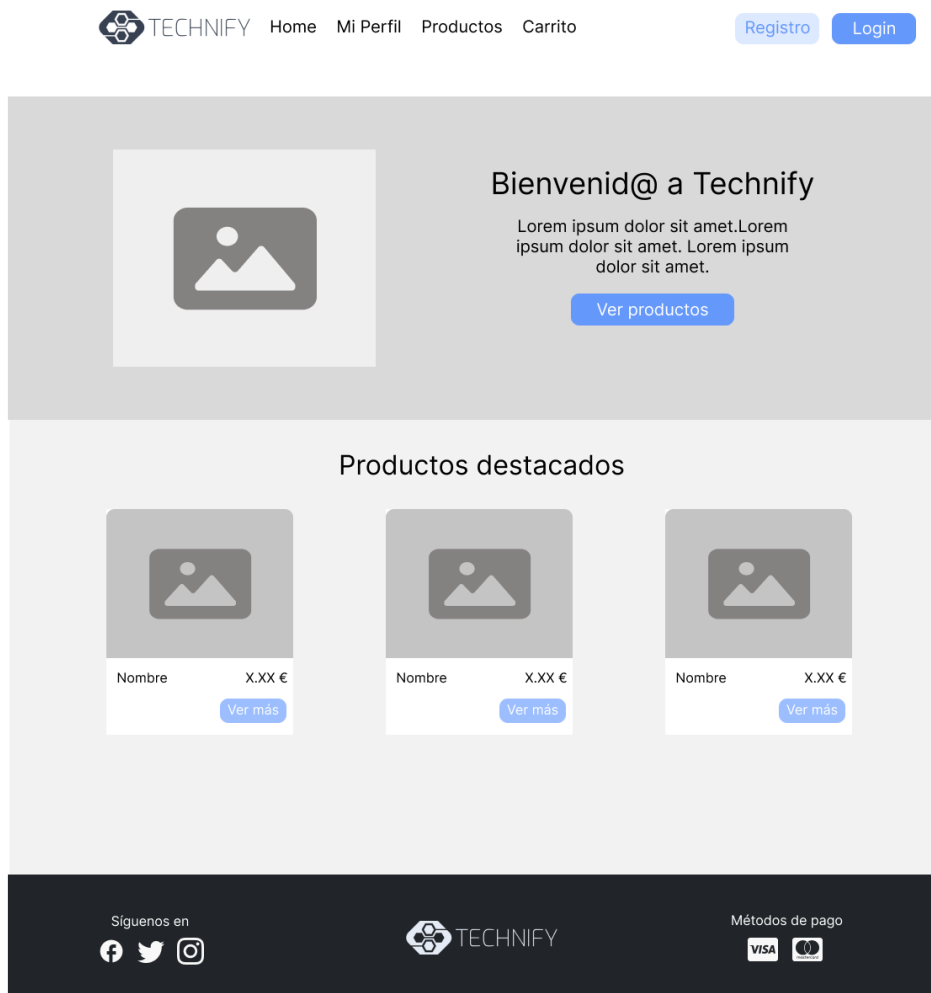 TECHNIFY Home Mi Perfil Productos Carrito Registro Login
Bienvenid@ a Technify
Lorem ipsum dolor sit amet.Lorem
ipsum dolor sit amet. Lorem ipsum
dolor sit amet.
Ver productos
Productos destacados
Nombre X.XX €
Ver más
Nombre X.XX €
Ver más
Nombre X.XX €
Ver más
Síguenos en
TECHNIFY
Métodos de pago
VISA
mastercard